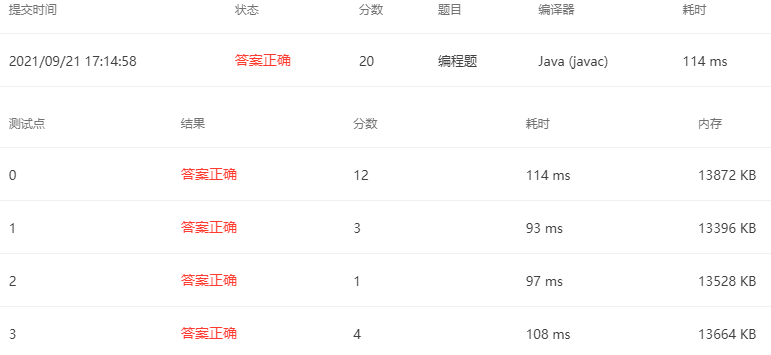 提交时间 状态 分数 题目 编译器 耗时
2021/09/21 17:14:58 答案正确 20 编程题 Java (javac) 114 ms
测试点 结果 分数 耗时 内存
0 答案正确 12 114 ms 13872 KB
1 答案正确 3 93 ms 13396 KB
2 答案正确 1 97 ms 13528 KB
3 答案正确 4 108 ms 13664 KB